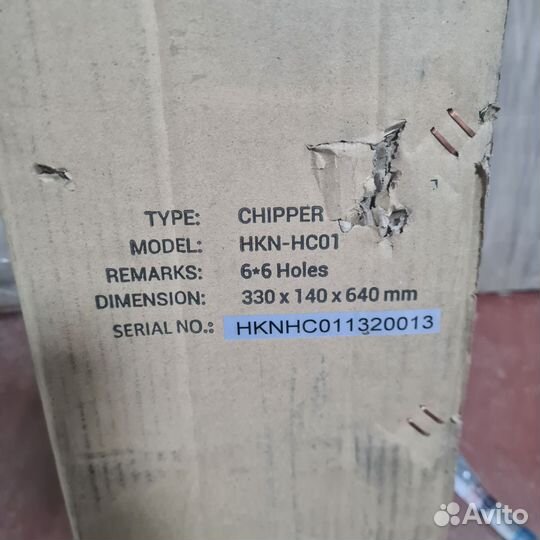 TYPE: CHIPPER
MODEL: HKN-HC01
REMARKS: 6*6 Holes
DIMENSION: 330 x 140 x 640 mm
SERIAL NO.: HKNHC011320013
Avito